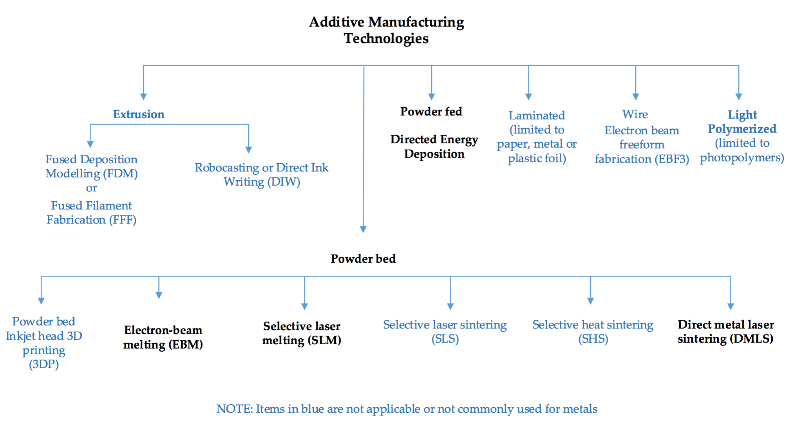 Additive Manufacturing
Technologies
Extrusion
Fused Deposition
Modelling (FDM)
or
Fused Filament
Fabrication (FFF)
Robocasting or Direct Ink
Writing (DIW)
Powder fed
Directed Energy
Deposition
Laminated
(limited to
paper, metal or
plastic foil)
Wire
Electron beam
freeform
fabrication (EBF3)
Light
Polymerized
(limited to
photopolymers)
Powder bed
Powder bed
Inkjet head 3D
printing
(3DP)
Electron-beam
melting (EBM)
Selective laser
melting (SLM)
Selective laser sintering
(SLS)
Selective heat sintering
(SHS)
Direct metal laser
sintering (DMLS)
NOTE: Items in blue are not applicable or not commonly used for metals